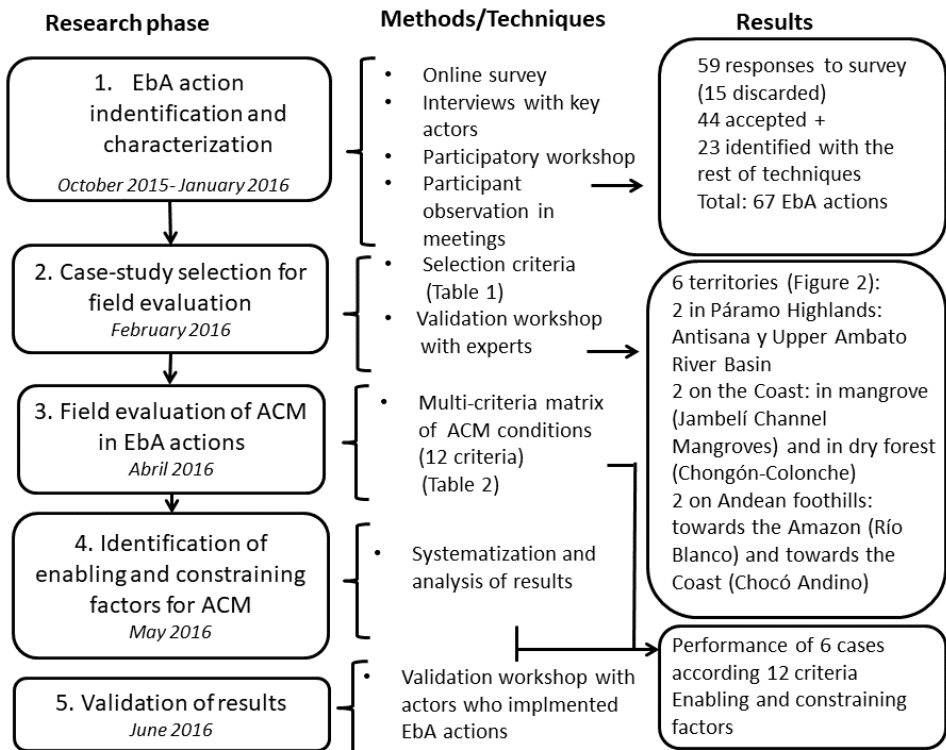 Research phase
Methods/Techniques
Results
1. EbA action
indentification and
characterization
October 2015- January 2016
• Online survey
• Interviews with key
actors
• Participatory workshop
• Participant
observation in
meetings
59 responses to survey
(15 discarded)
44 accepted +
23 identified with the
rest of techniques
Total: 67 EbA actions
2. Case-study selection for
field evaluation
February 2016
• Selection criteria
(Table 1)
• Validation workshop
with experts
6 territories (Figure 2):
2 in Páramo Highlands:
Antisana y Upper Ambato
River Basin
2 on the Coast: in mangrove
(Jambelí Channel
Mangroves) and in dry forest
(Chongón-Colonche)
2 on Andean foothills:
towards the Amazon (Río
Blanco) and towards the
Coast (Chocó Andino)
3. Field evaluation of ACM
in EbA actions
Abril 2016
• Multi-criteria matrix
of ACM conditions
(12 criteria)
(Table 2)
4. Identification of
enabling and constraining
factors for ACM
May 2016
• Systematization and
analysis of results
5. Validation of results
June 2016
• Validation workshop with
actors who implmented
EbA actions
Performance of 6 cases
according 12 criteria
Enabling and constraining
factors